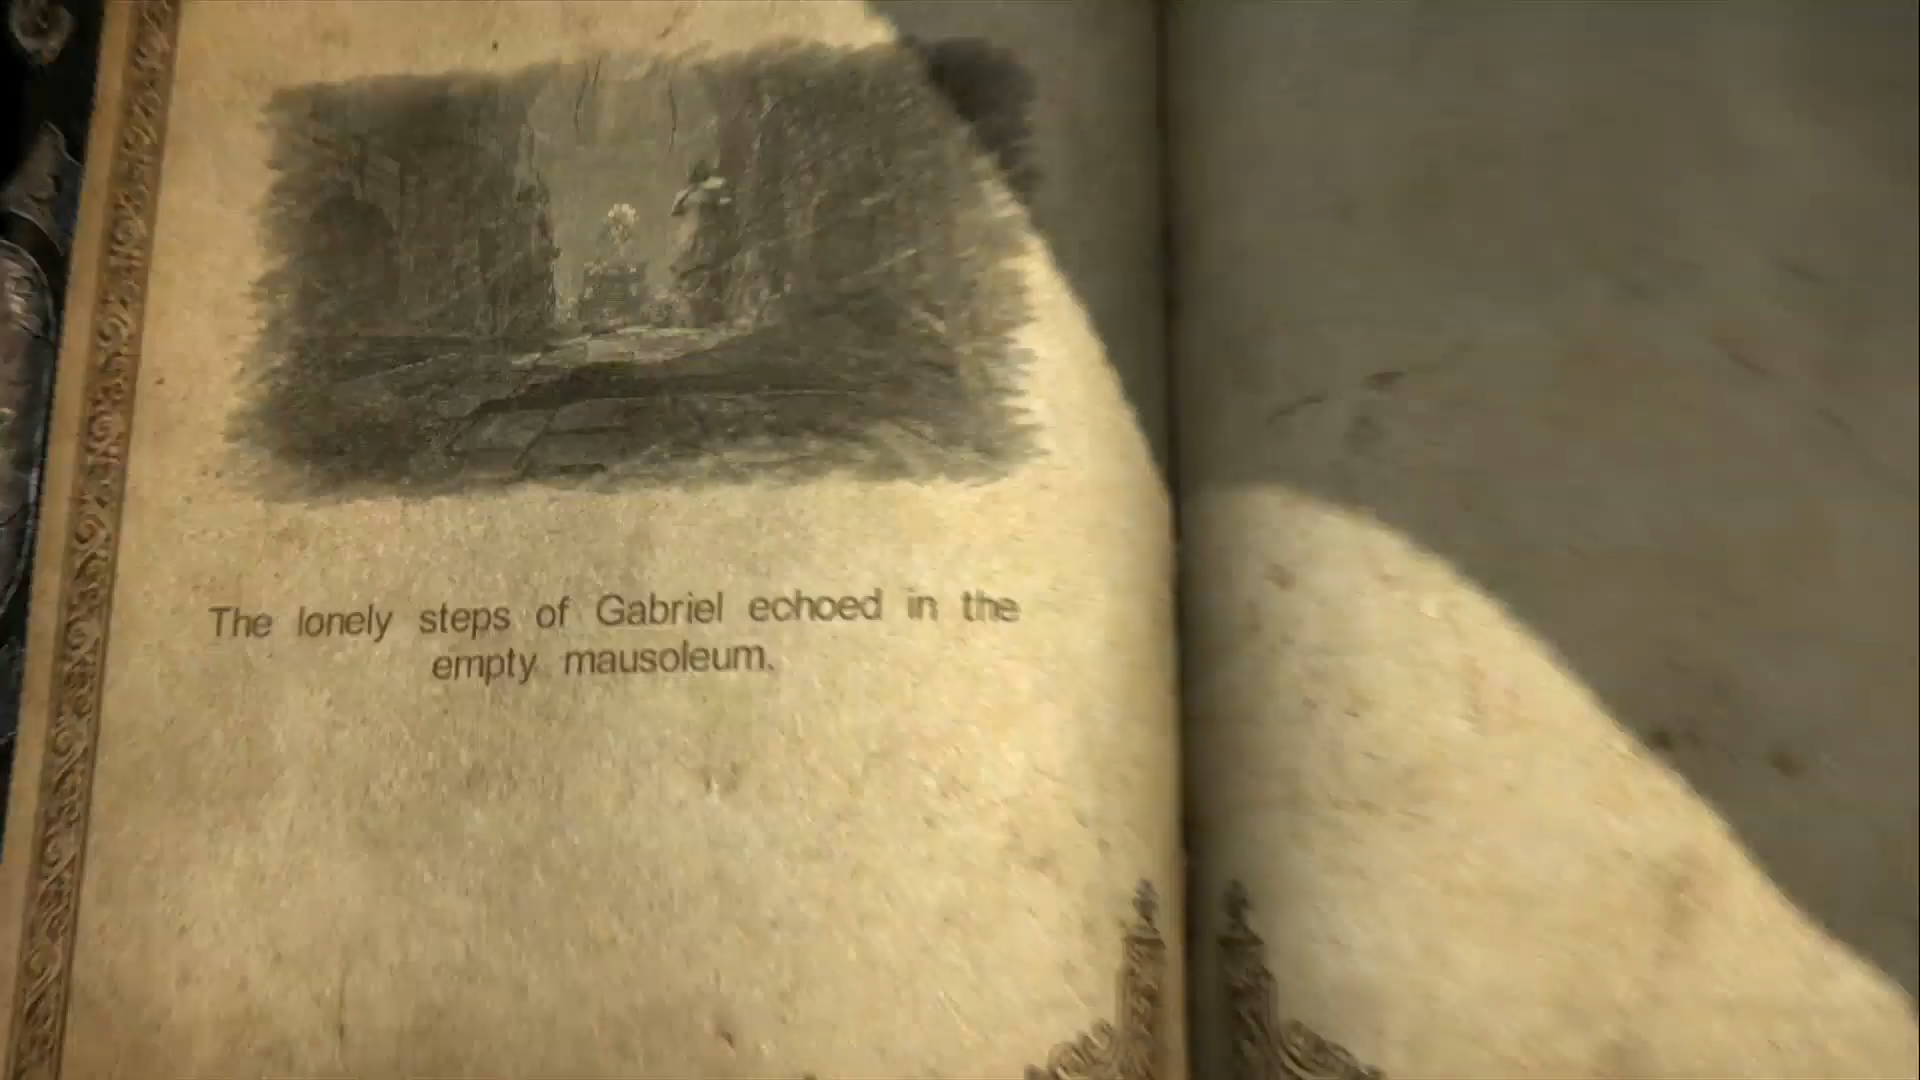 The lonely steps of Gabriel echoed in the
empty mausoleum.